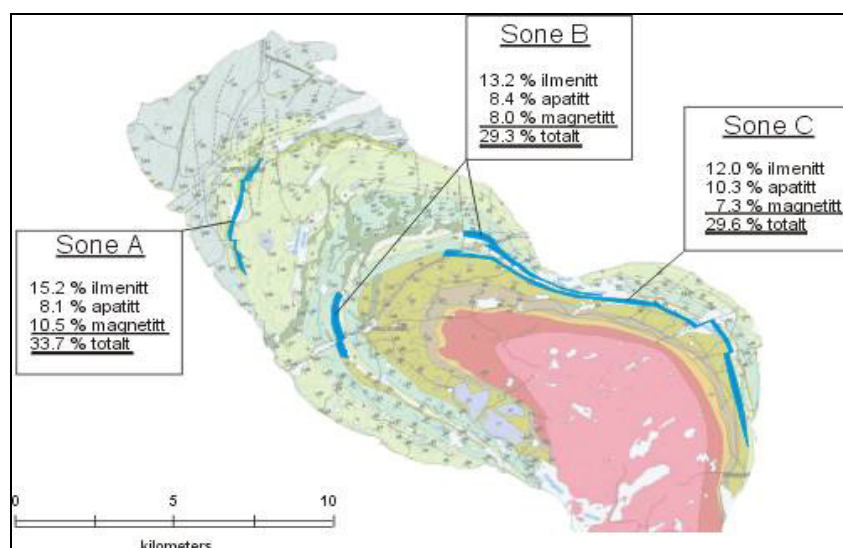 Sone B
13.2 % ilmenitt
8.4 % apatitt
8.0 % magnetitt
29.3 % totalt
Sone C
12.0 % ilmenitt
10.3 % apatitt
7.3 % magnetitt
29.6 % totalt
Sone A
15.2 % ilmenitt
8.1 % apatitt
10.5 % magnetitt
33.7 % totalt
0 5 10
kilometers